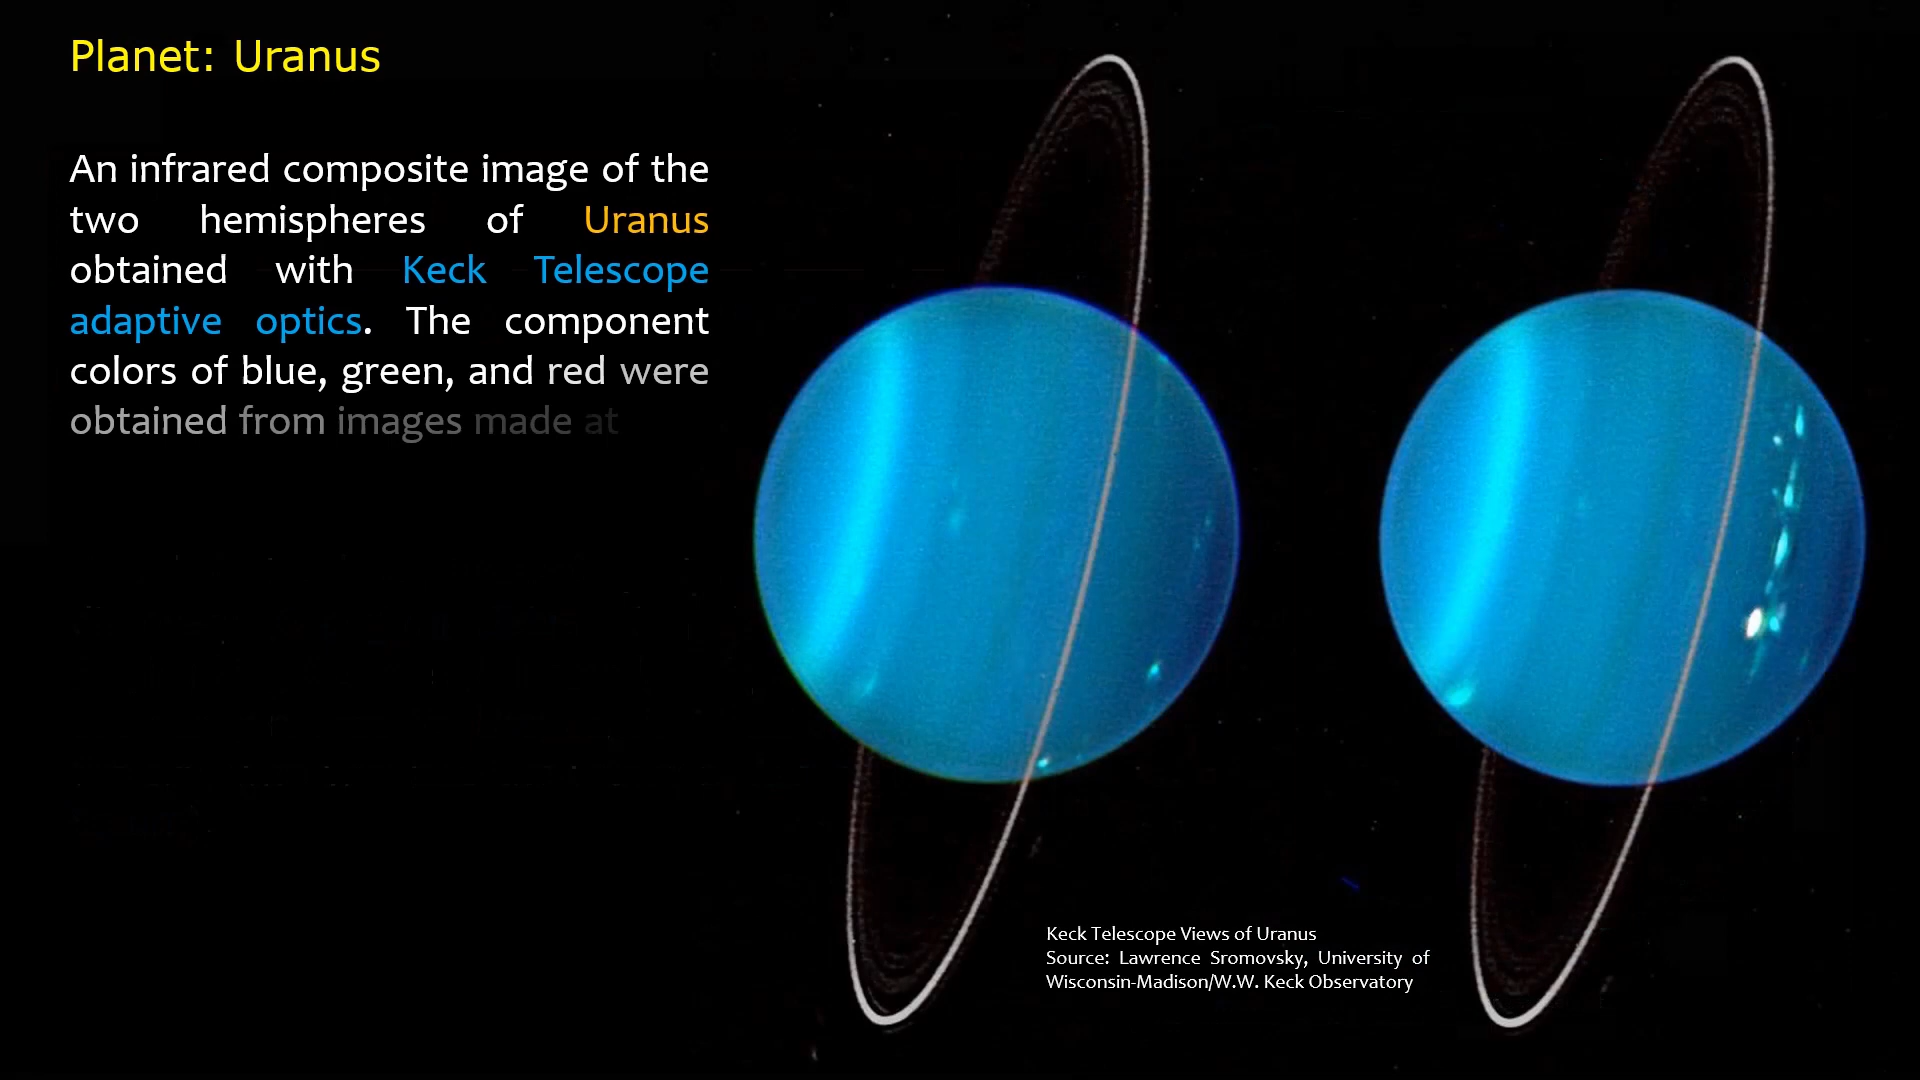 Planet: Uranus
An infrared composite image of the
two hemispheres of Uranus
obtained with Keck Telescope
adaptive optics. The component
colors of blue, green, and red were
obtained from images made at
Keck Telescope Views of Uranus
Source: Lawrence Sromovsky, University of
Wisconsin-Madison/W.W. Keck Observatory